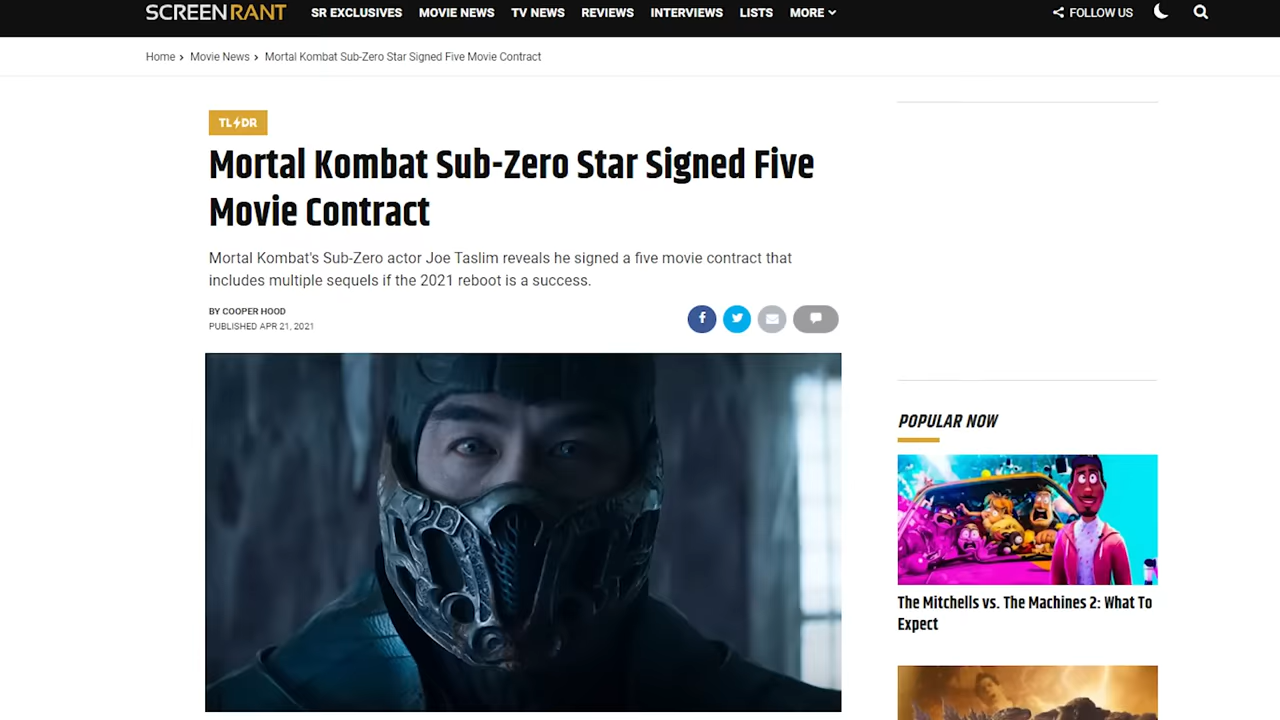 SCREENRANT SR EXCLUSIVES MOVIE NEWS TV NEWS REVIEWS INTERVIEWS LISTS MORE FOLLOW US
Home > Movie News > Mortal Kombat Sub-Zero Star Signed Five Movie Contract
TL DR
Mortal Kombat Sub-Zero Star Signed Five
Movie Contract
Mortal Kombat's Sub-Zero actor Joe Taslim reveals he signed a five movie contract that
includes multiple sequels if the 2021 reboot is a success.
BY COOPER HOOD
PUBLISHED APR 21, 2021
POPULAR NOW
The Mitchells vs. The Machines 2: What To
Expect